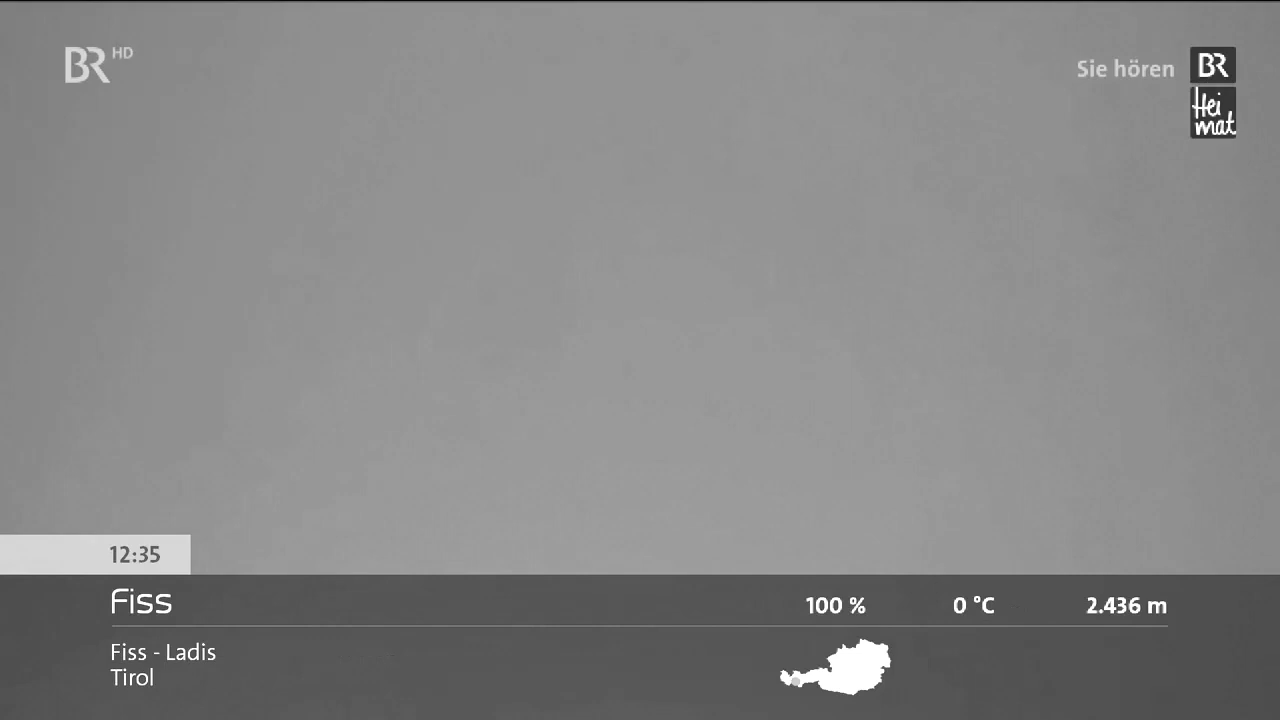 BR HD
Sie hören BR
Hei
mat
12:35
Fiss
100 % 0 °C 2.436 m
Fiss - Ladis
Tirol